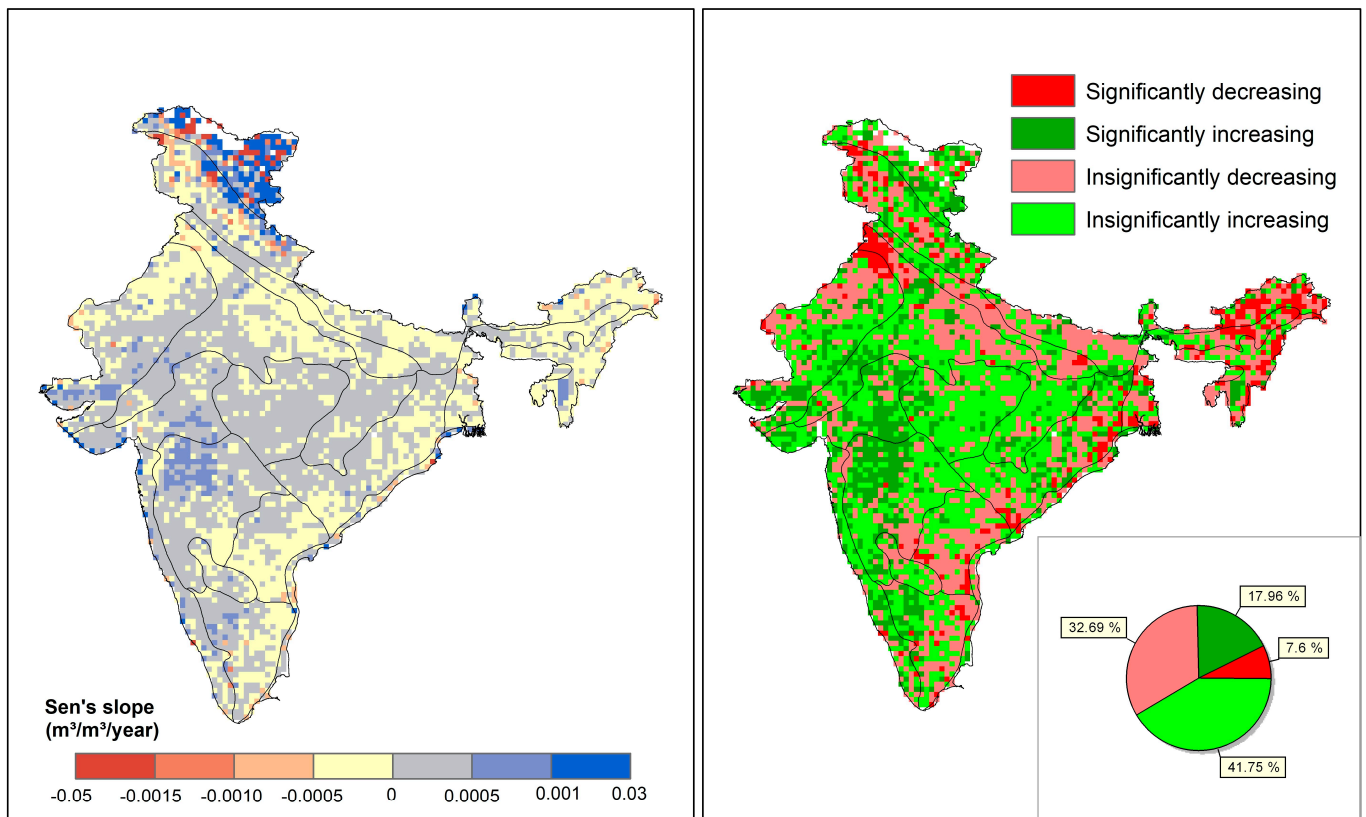 Sen's slope
(m³/m³/year)
-0.05 -0.0015 -0.0010 -0.0005 0 0.0005 0.001 0.03
Significantly decreasing
Significantly increasing
Insignificantly decreasing
Insignificantly increasing
17.96 %
32.69 %
7.6 %
41.75 %